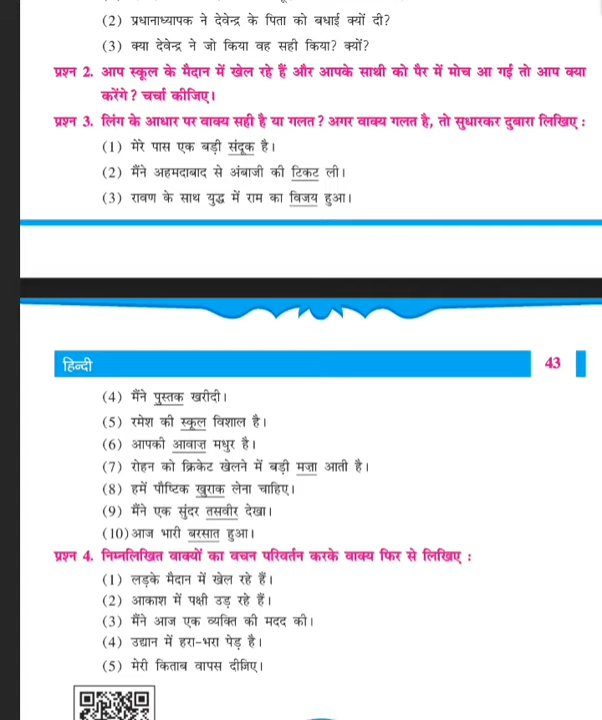 (2) प्रधानाध्यापक ने देवेन्द्र के पिता को बधाई क्यों दी?
(3) क्या देवेन्द्र ने जो किया वह सही किया? क्यों?
प्रश्न 2. आप स्कूल के मैदान में खेल रहे हैं और आपके साथी को पैर में मोच आ गई तो आप क्या
करेंगे? चर्चा कीजिए।
प्रश्न 3. लिंग के आधार पर वाक्य सही है या गलत? अगर वाक्य गलत है, तो सुधारकर दुबारा लिखिए :
(1) मेरे पास एक बड़ी संदूक है।
(2) मैंने अहमदाबाद से अंबाजी की टिकट ली।
(3) रावण के साथ युद्ध में राम का विजय हुआ।
हिन्दी 43
(4) मैंने पुस्तक खरीदी।
(5) रमेश की स्कूल विशाल है।
(6) आपकी आवाज़ मधुर है।
(7) रोहन को क्रिकेट खेलने में बड़ी मज़ा आती है।
(8) हमें पौष्टिक खुराक लेना चाहिए।
(9) मैंने एक सुंदर तसवीर देखा।
(10) आज भारी बरसात हुआ।
प्रश्न 4. निम्नलिखित वाक्यों का वचन परिवर्तन करके वाक्य फिर से लिखिए :
(1) लड़के मैदान में खेल रहे हैं।
(2) आकाश में पक्षी उड़ रहे हैं।
(3) मैंने आज एक व्यक्ति की मदद की।
(4) उद्यान में हरा-भरा पेड़ है।
(5) मेरी किताब वापस दीजिए।